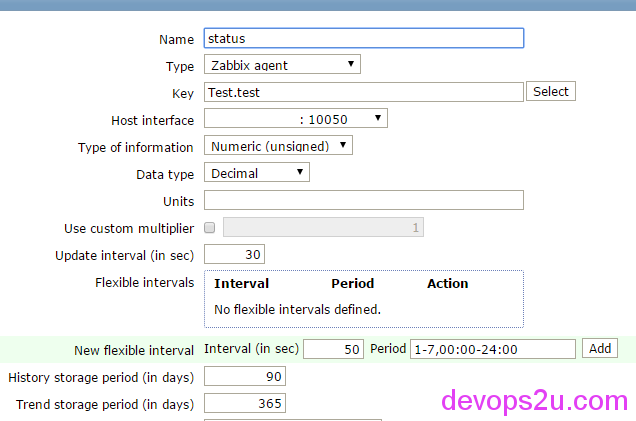 Name status
Type Zabbix agent
Key Test.test Select
Host interface : 10050
Type of information Numeric (unsigned)
Data type Decimal
Units
Use custom multiplier 1
Update interval (in sec) 30
Flexible intervals Interval Period Action
No flexible intervals defined.
New flexible interval Interval (in sec) 50 Period 1-7,00:00-24:00 Add
History storage period (in days) 90
Trend storage period (in days) 365
devops2u.com